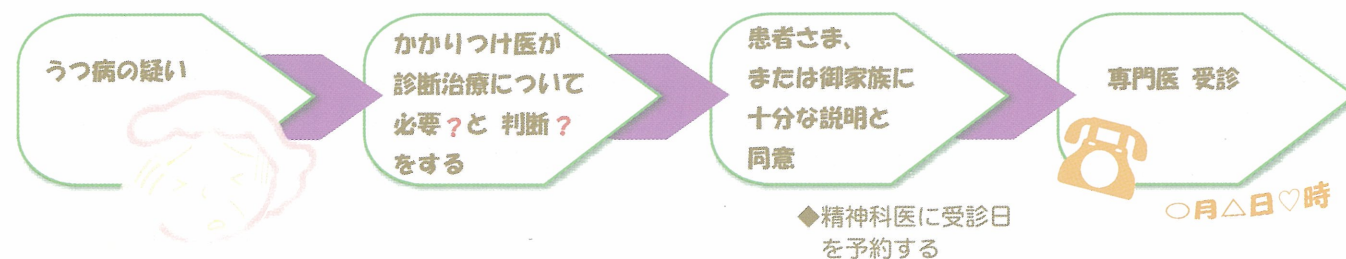 うつ病の疑い
かかりつけ医が
診断治療について
必要？と 判断？
をする
患者さま、
または御家族に
十分な説明と
同意
◆精神科医に受診日
を予約する
専門医 受診
○月△日♡時